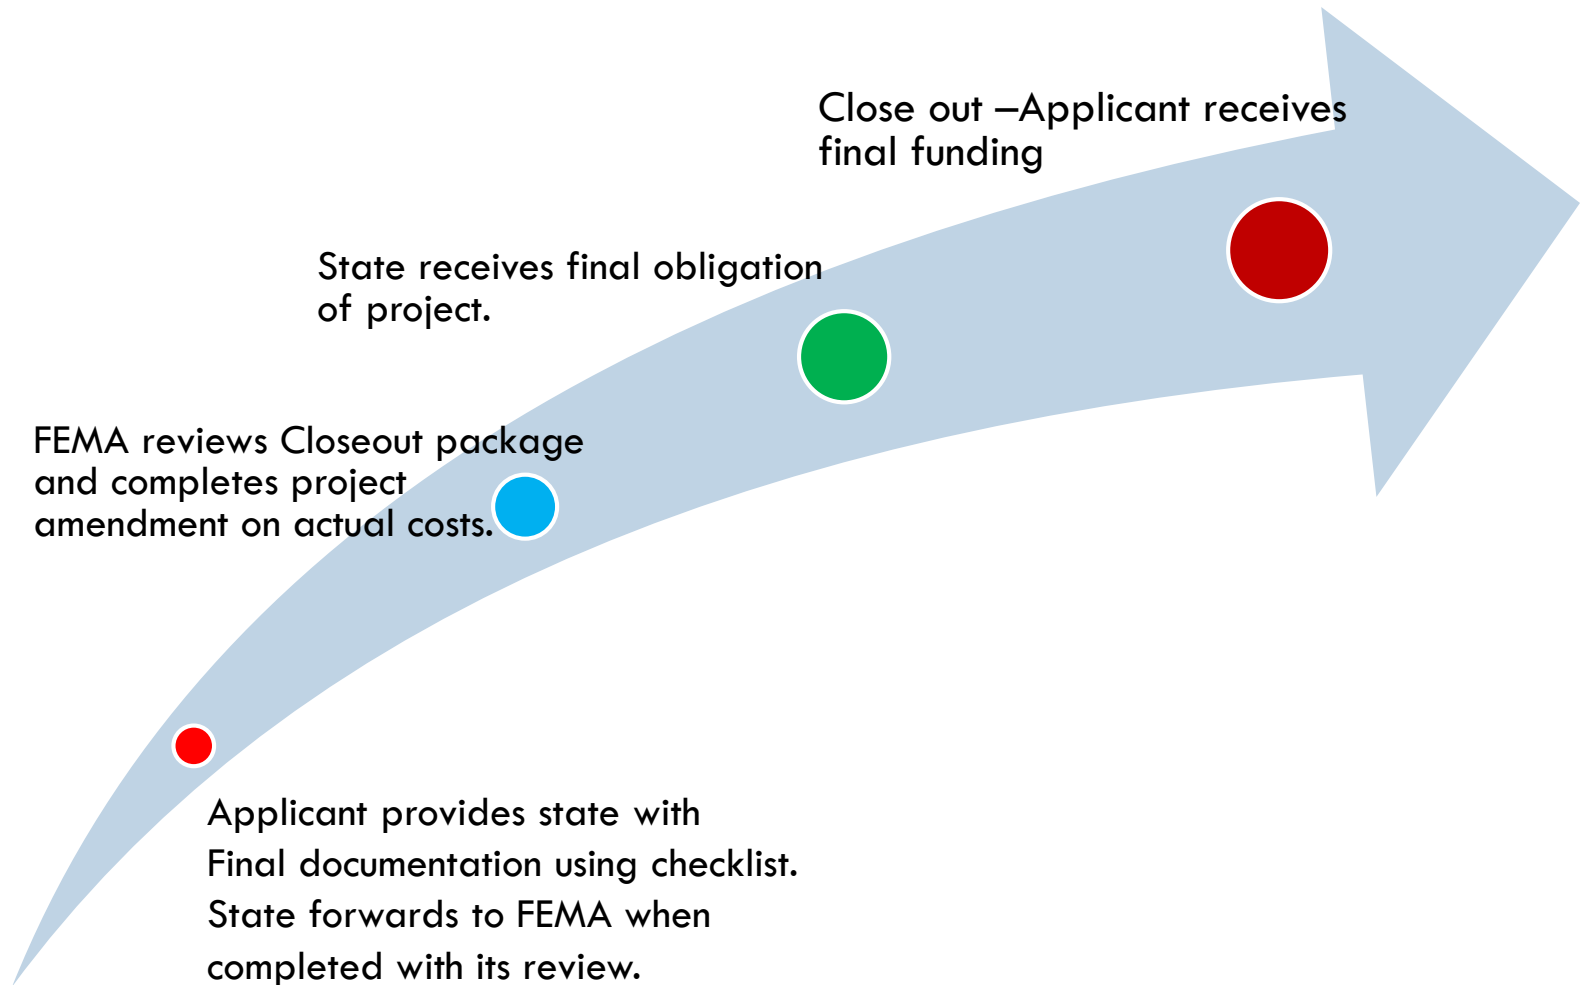 Close out –Applicant receives
final funding
State receives final obligation
of project.
FEMA reviews Closeout package
and completes project
amendment on actual costs.
Applicant provides state with
Final documentation using checklist.
State forwards to FEMA when
completed with its review.